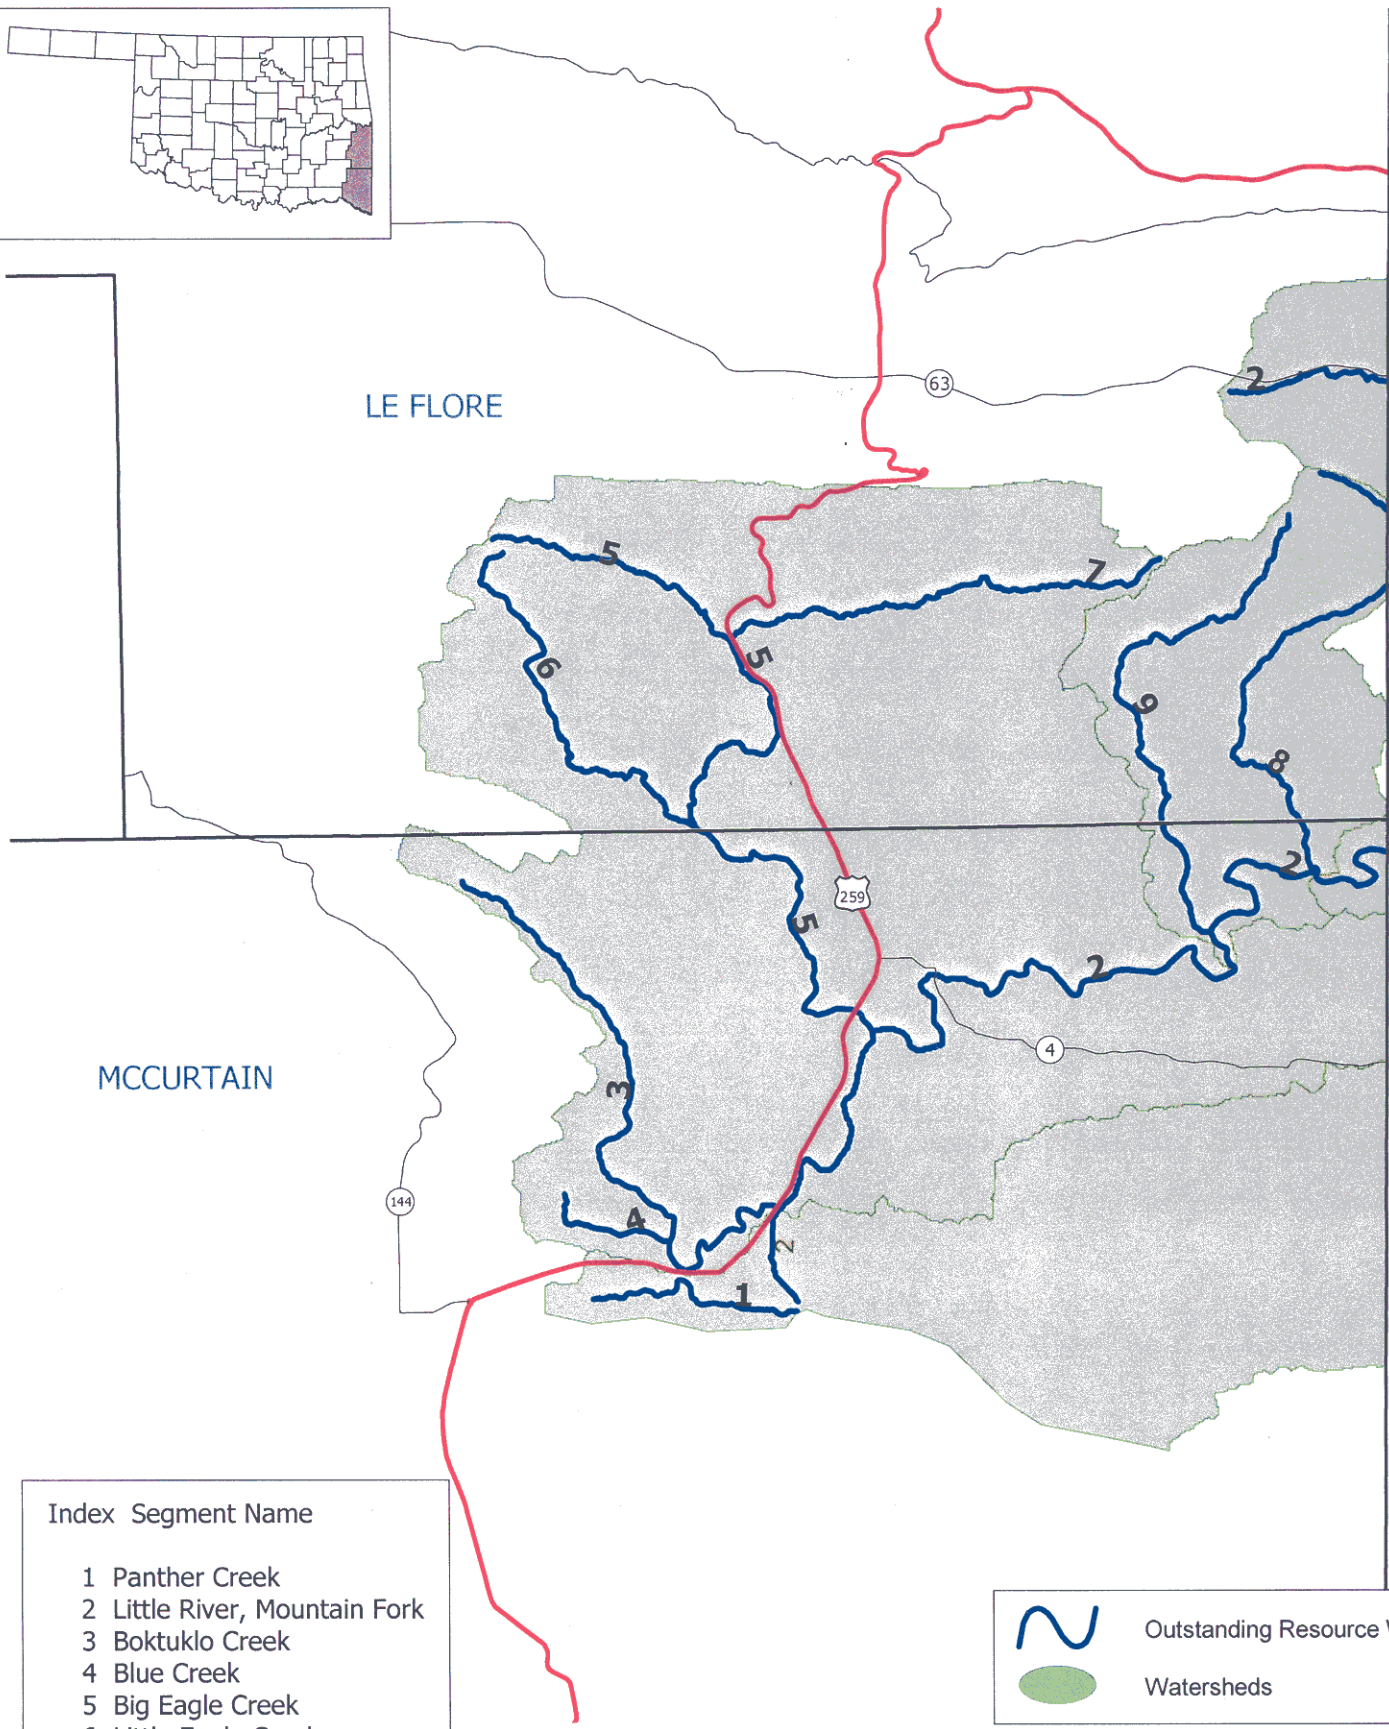 63
LE FLORE
2
5
7
5
6
9
8
2
259
5
2
4
MCCURTAIN
3
144
4
2
1
Index Segment Name
1 Panther Creek
2 Little River, Mountain Fork
3 Boktuklo Creek
4 Blue Creek
5 Big Eagle Creek
Outstanding Resource
Watersheds